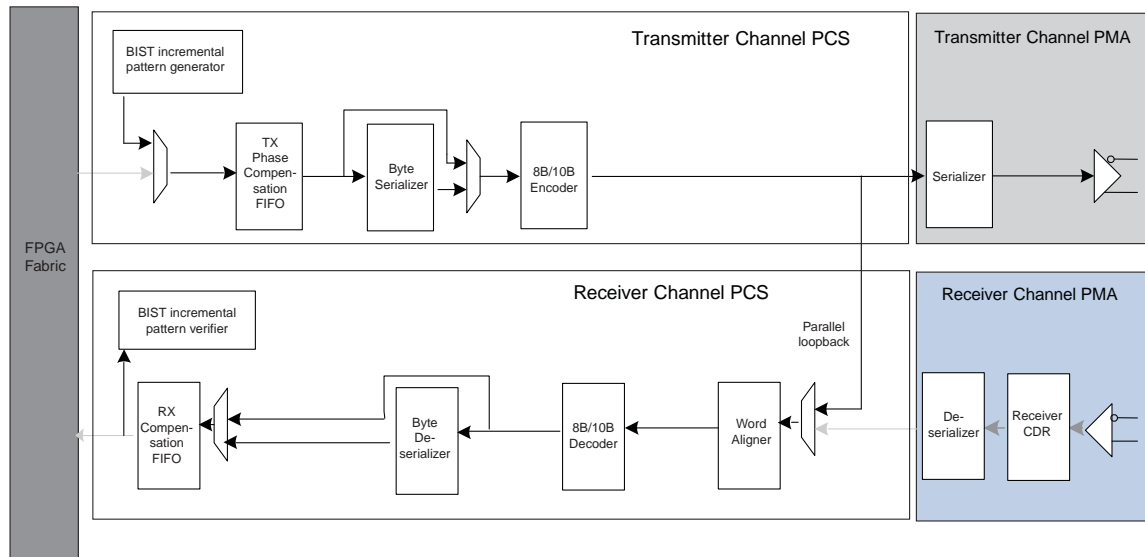 Transmitter Channel PCS
Transmitter Channel PMA
BIST incremental
pattern generator
TX
Phase
Compen-
sation
FIFO
Byte
Serializer
8B/10B
Encoder
Serializer
FPGA
Fabric
Receiver Channel PCS
Receiver Channel PMA
BIST incremental
pattern verifier
Parallel
loopback
RX
Compen-
sation
FIFO
Byte
De-
serializer
8B/10B
Decoder
Word
Aligner
De-
serializer
Receiver
CDR